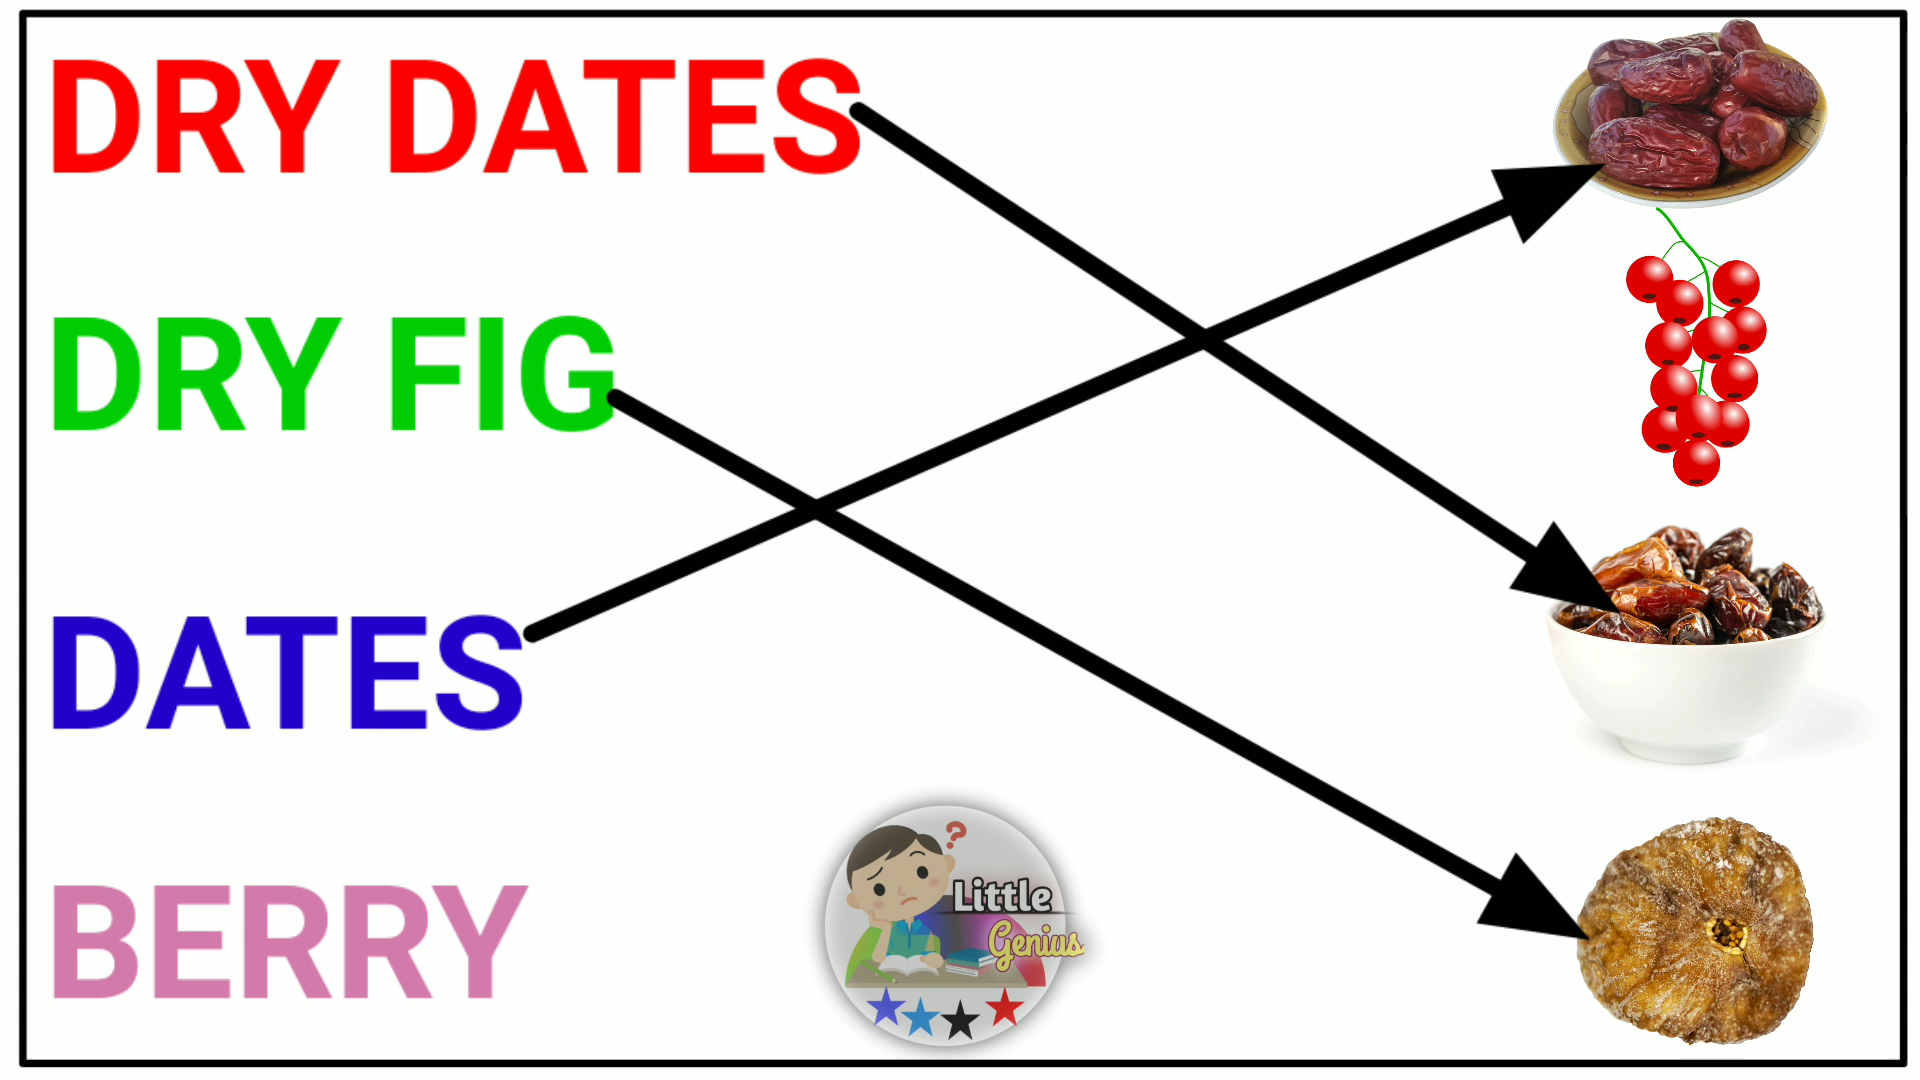 DRY DATES
DRY FIG
DATES
BERRY
?
Little
Genius